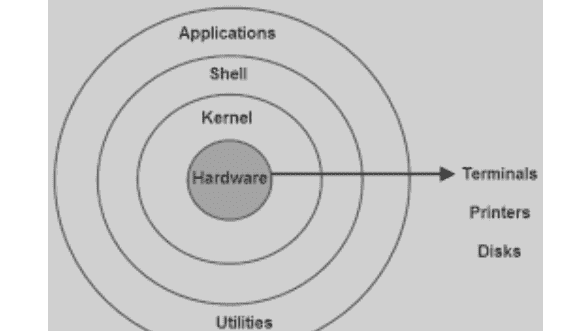 Applications
Shell
Kernel
Hardware
Terminals
Printers
Disks
Utilities